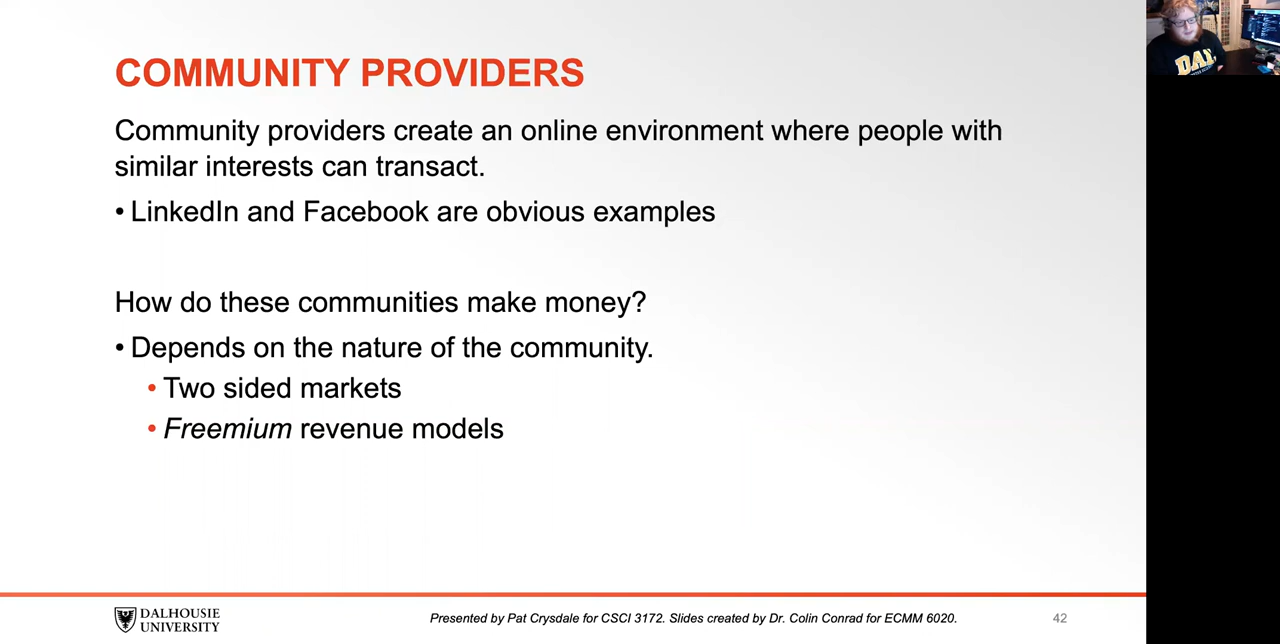 COMMUNITY PROVIDERS
Community providers create an online environment where people with
similar interests can transact.
• LinkedIn and Facebook are obvious examples
How do these communities make money?
• Depends on the nature of the community.
• Two sided markets
• Freemium revenue models
DALHOUSIE
UNIVERSITY
Presented by Pat Crysdale for CSCI 3172. Slides created by Dr. Colin Conrad for ECMM 6020.
42
DAL